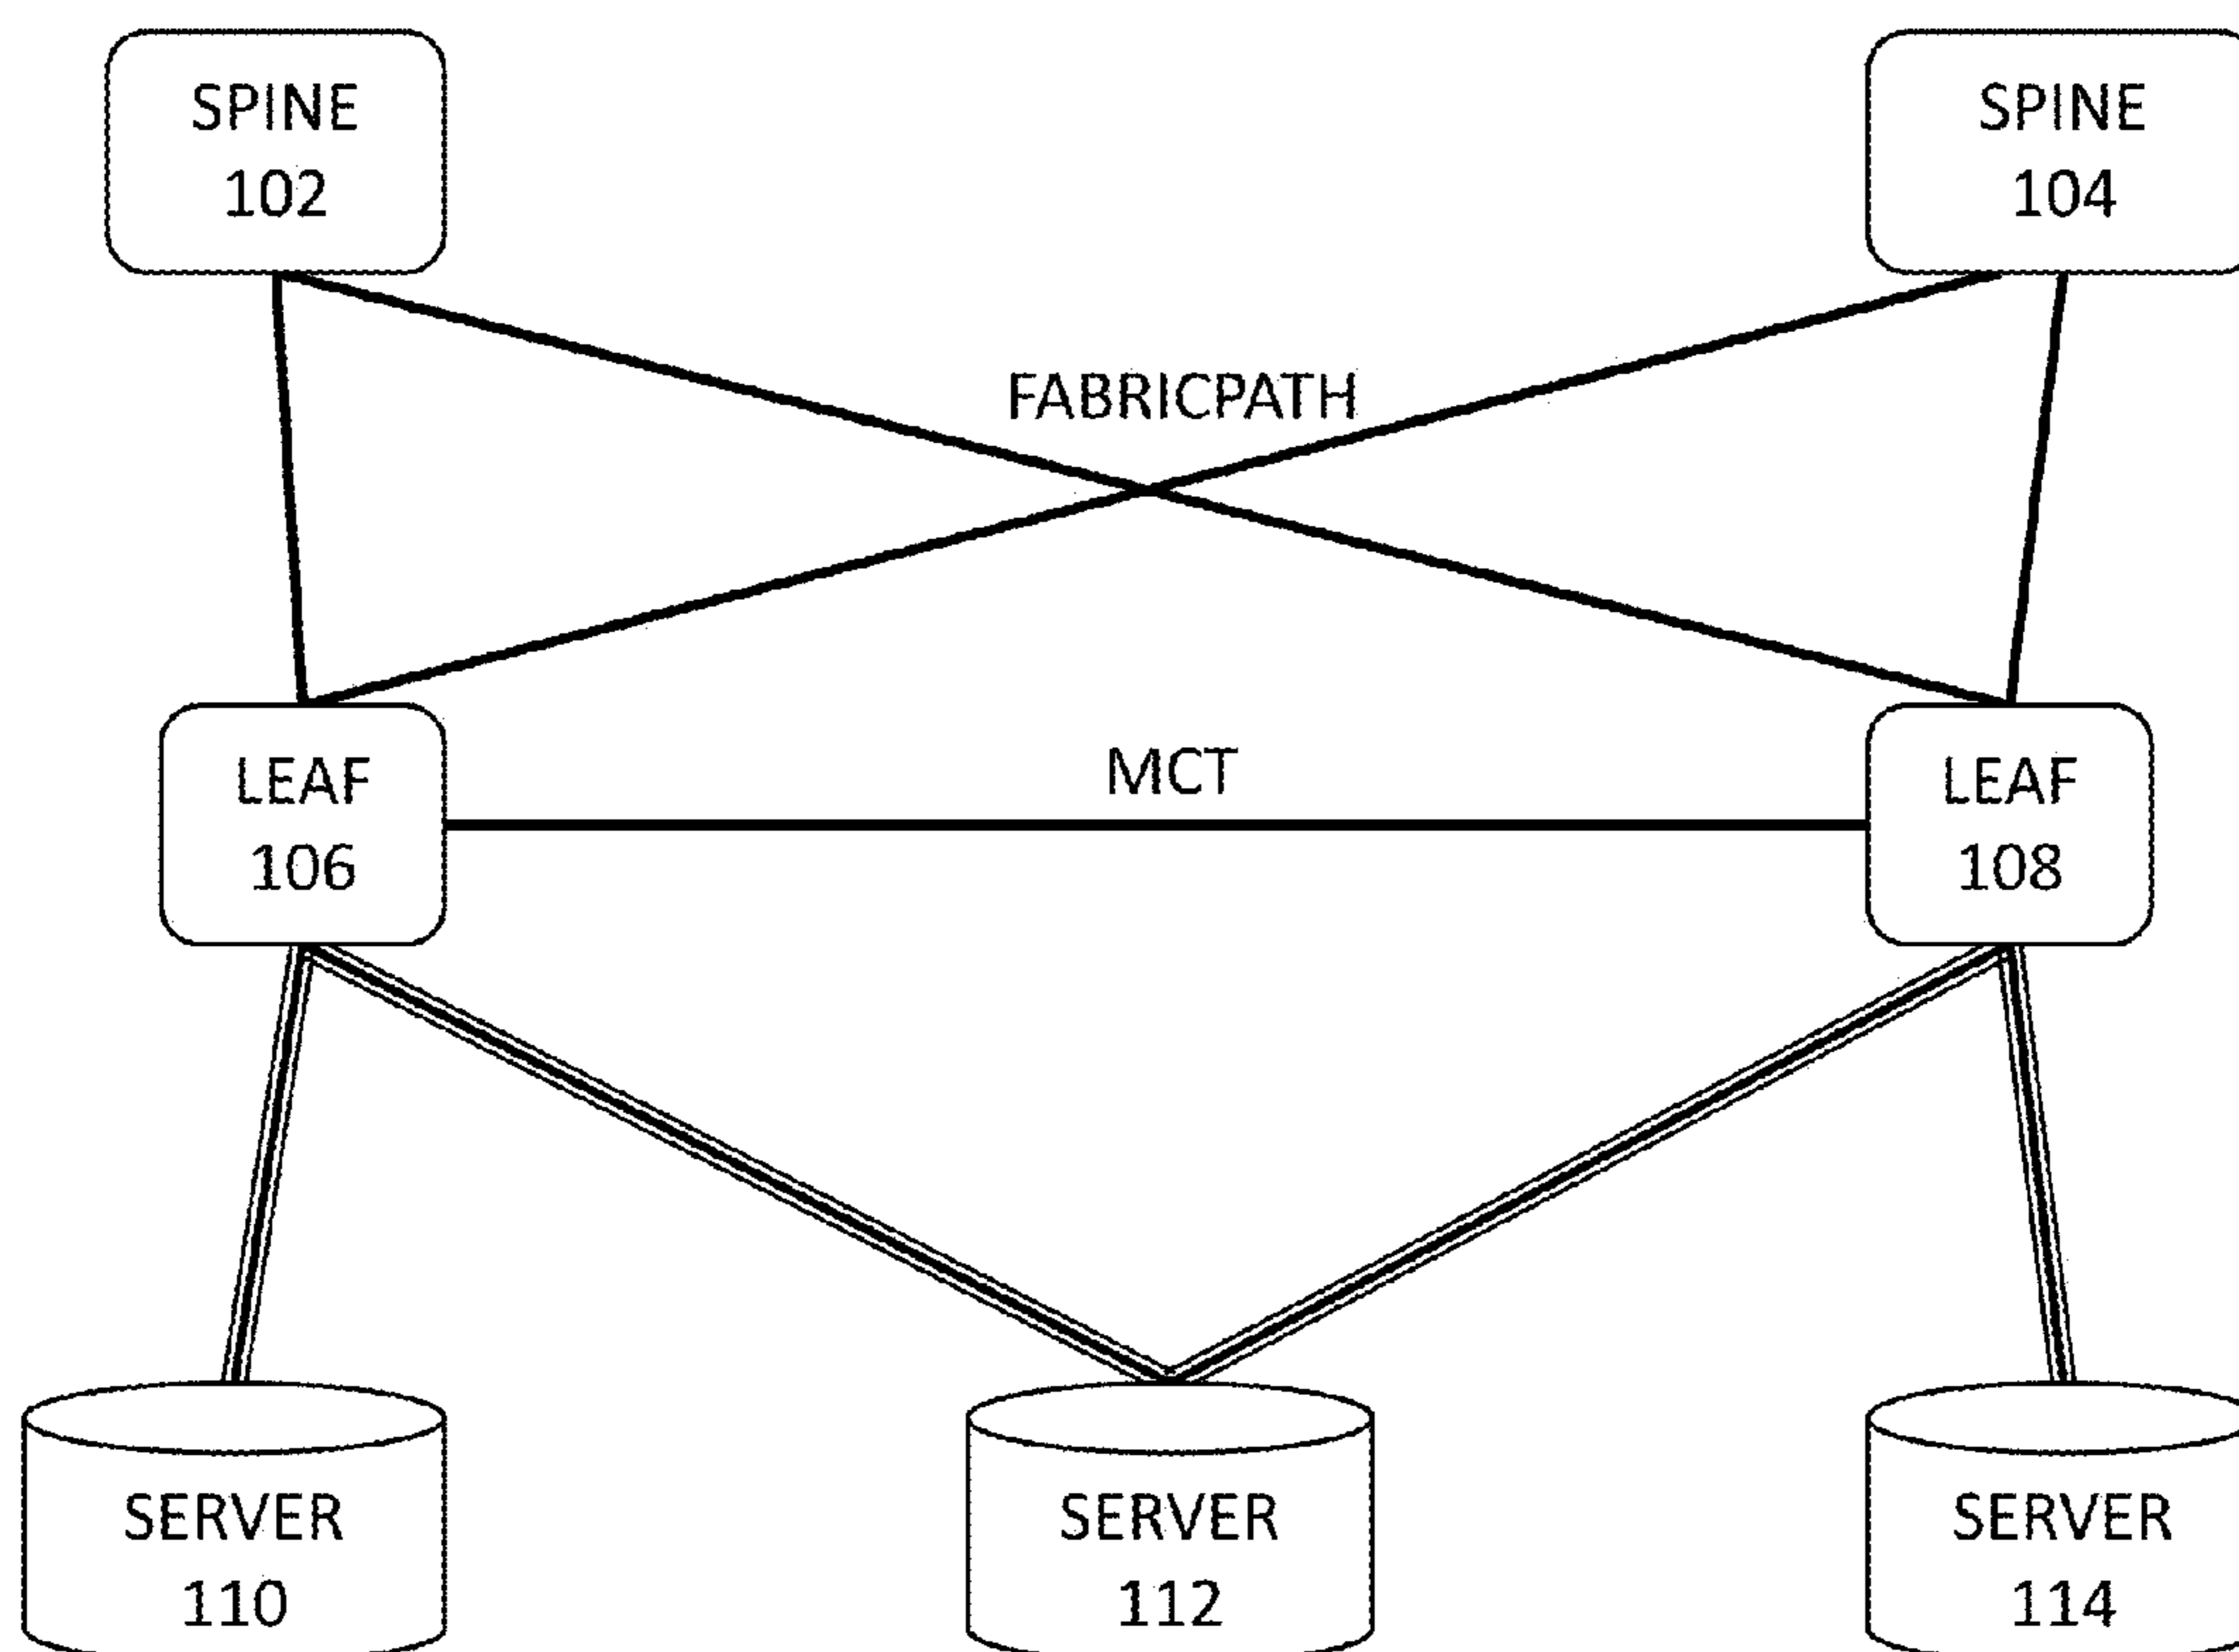 SPINE
102
SPINE
104
FABRICPATH
LEAF
106
MCT
LEAF
108
SERVER
110
SERVER
112
SERVER
114